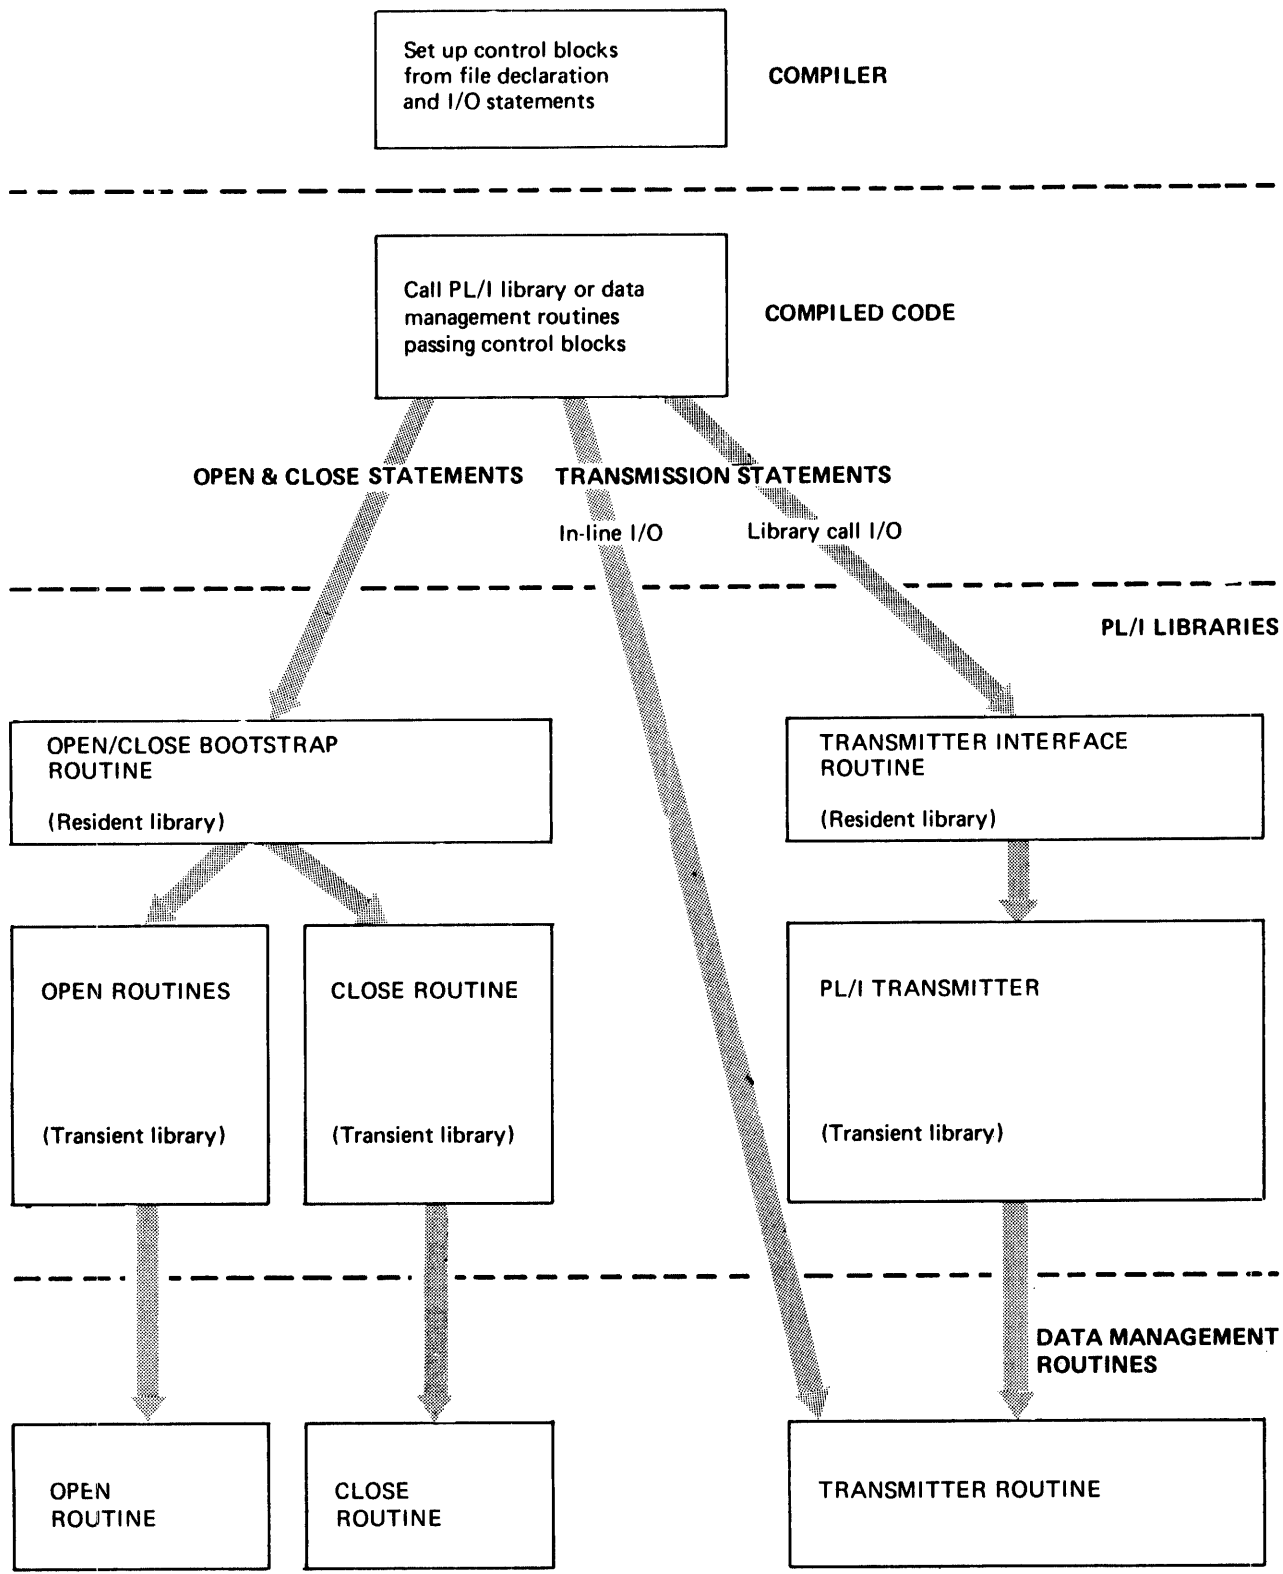 Set up control blocks
from file declaration
and I/O statements
COMPILER
Call PL/I library or data
management routines
passing control blocks
COMPILED CODE
OPEN & CLOSE STATEMENTS
TRANSMISSION STATEMENTS
In-line I/O
Library call I/O
PL/I LIBRARIES
OPEN/CLOSE BOOTSTRAP
ROUTINE
(Resident library)
TRANSMITTER INTERFACE
ROUTINE
(Resident library)
OPEN ROUTINES
(Transient library)
CLOSE ROUTINE
(Transient library)
PL/I TRANSMITTER
(Transient library)
DATA MANAGEMENT
ROUTINES
OPEN
ROUTINE
CLOSE
ROUTINE
TRANSMITTER ROUTINE